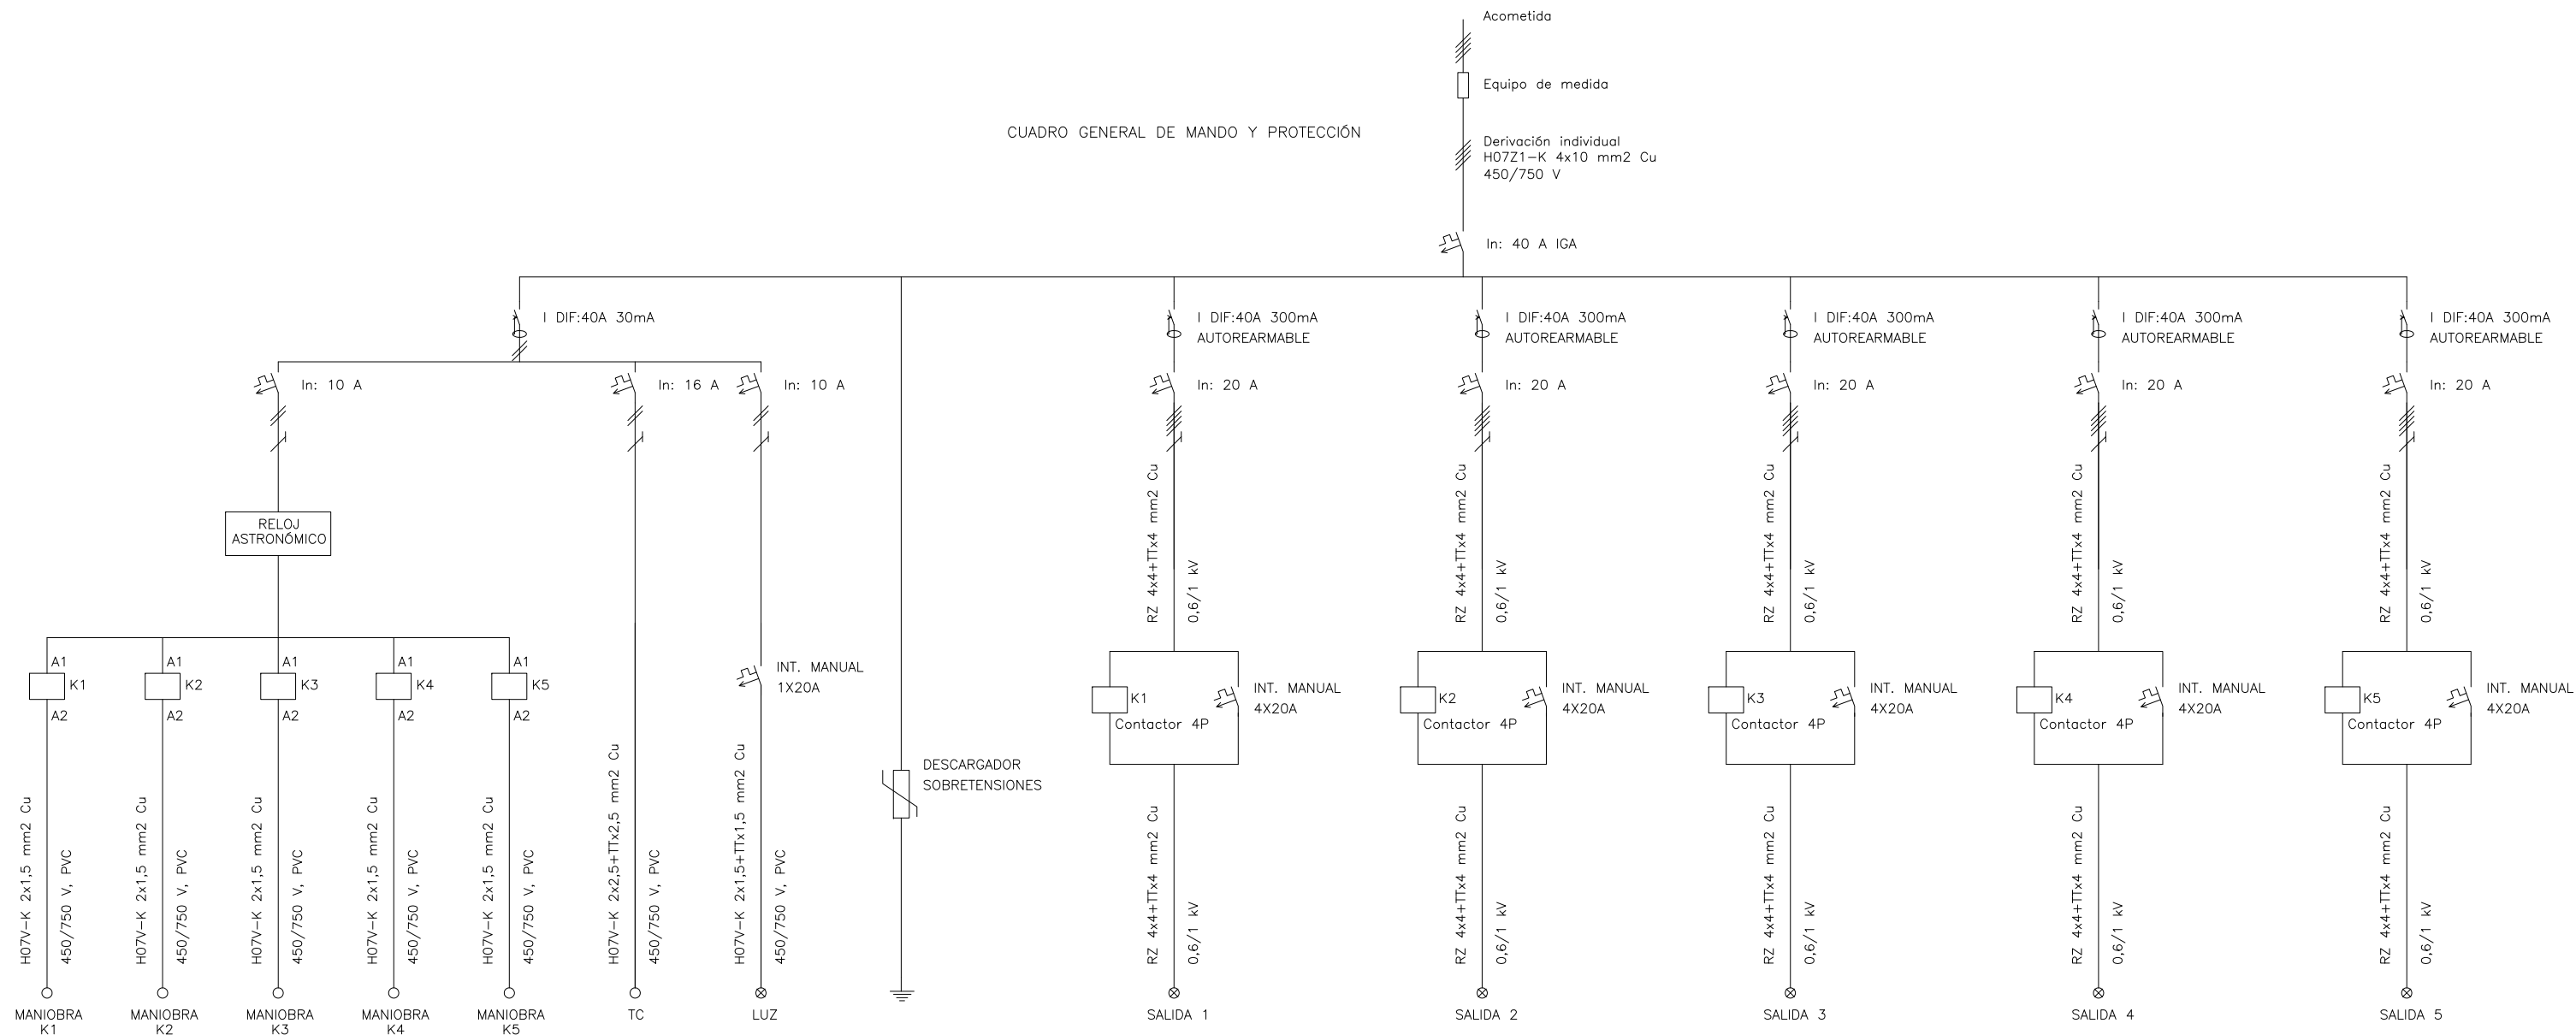 Acometida
Equipo de medida
CUADRO GENERAL DE MANDO Y PROTECCIÓN
Derivación individual
H07Z1-K 4x10 mm2 Cu
450/750 V
In: 40 A IGA
I DIF:40A 30mA
I DIF:40A 300mA
AUTOREARMABLE
I DIF:40A 300mA
AUTOREARMABLE
I DIF:40A 300mA
AUTOREARMABLE
I DIF:40A 300mA
AUTOREARMABLE
I DIF:40A 300mA
AUTOREARMABLE
In: 10 A
In: 16 A
In: 10 A
In: 20 A
In: 20 A
In: 20 A
In: 20 A
In: 20 A
RELOJ
ASTRONÓMICO
RZ 4x4+TTx4 mm2 Cu
0,6/1 kV
RZ 4x4+TTx4 mm2 Cu
0,6/1 kV
RZ 4x4+TTx4 mm2 Cu
0,6/1 kV
RZ 4x4+TTx4 mm2 Cu
0,6/1 kV
RZ 4x4+TTx4 mm2 Cu
0,6/1 kV
A1
K1
A2
A1
K2
A2
A1
K3
A2
A1
K4
A2
A1
K5
A2
INT. MANUAL
1X20A
K1
Contactor 4P
INT. MANUAL
4X20A
K2
Contactor 4P
INT. MANUAL
4X20A
K3
Contactor 4P
INT. MANUAL
4X20A
K4
Contactor 4P
INT. MANUAL
4X20A
K5
Contactor 4P
INT. MANUAL
4X20A
DESCARGADOR
SOBRETENSIONES
H07V-K 2x1,5 mm2 Cu
450/750 V, PVC
H07V-K 2x1,5 mm2 Cu
450/750 V, PVC
H07V-K 2x1,5 mm2 Cu
450/750 V, PVC
H07V-K 2x1,5 mm2 Cu
450/750 V, PVC
H07V-K 2x1,5 mm2 Cu
450/750 V, PVC
H07V-K 2x2,5+TTx2,5 mm2 Cu
450/750 V, PVC
H07V-K 2x1,5+TTx1,5 mm2 Cu
450/750 V, PVC
RZ 4x4+TTx4 mm2 Cu
0,6/1 kV
RZ 4x4+TTx4 mm2 Cu
0,6/1 kV
RZ 4x4+TTx4 mm2 Cu
0,6/1 kV
RZ 4x4+TTx4 mm2 Cu
0,6/1 kV
RZ 4x4+TTx4 mm2 Cu
0,6/1 kV
MANIOBRA
K1
MANIOBRA
K2
MANIOBRA
K3
MANIOBRA
K4
MANIOBRA
K5
TC
LUZ
SALIDA 1
SALIDA 2
SALIDA 3
SALIDA 4
SALIDA 5